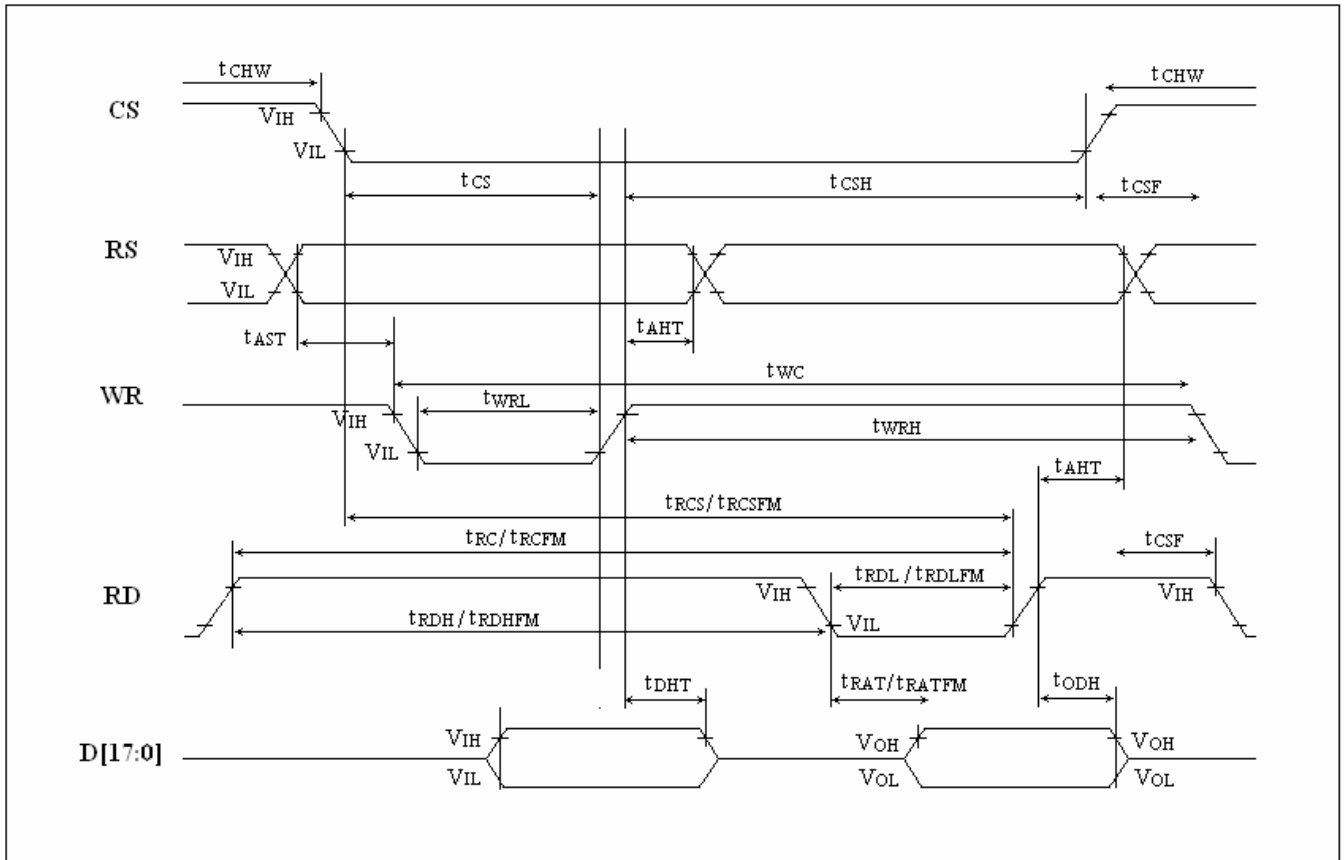 tCHW
tCHW
CS
VIH
VIL
tCS
tCSH
tCSF
RS
VIH
VIL
tAST
tAHT
tWC
WR
VIH
tWRL
tWRH
VIL
tAHT
tRCS/tRCSFM
tRC/tRCFM
tCSF
RD
VIH
tRDL/tRDLFM
VIH
tRDH/tRDHFM
VIL
tDHT
tRAT/tRATFM
tODH
D[17:0]
VIH
VOH
VOH
VIL
VOL
VOL